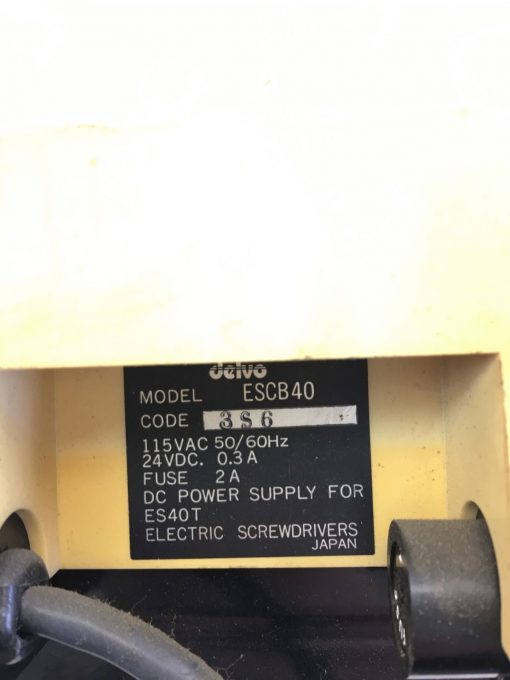 delvo
MODEL ESCB40
CODE 3S6
115VAC 50/60Hz
24VDC. 0.3A
FUSE 2A
DC POWER SUPPLY FOR
ES40T
ELECTRIC SCREWDRIVERS
JAPAN